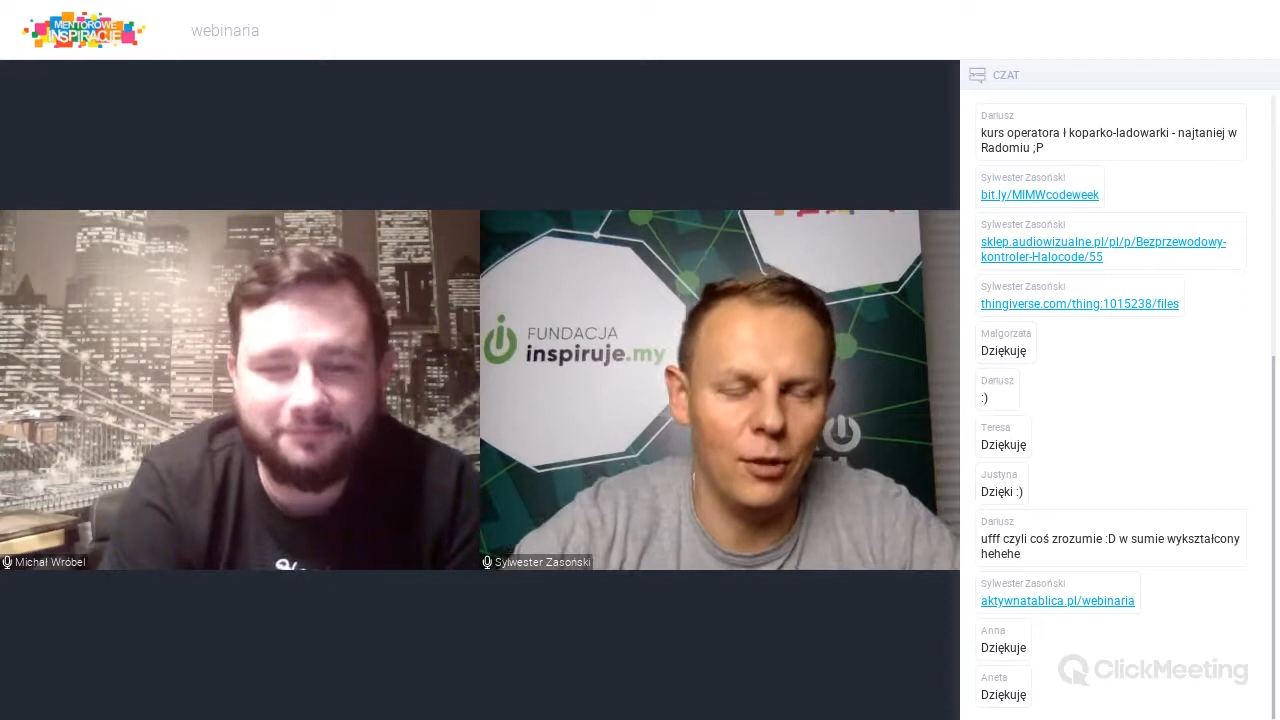 MENTOROWE
INSPIRACJE
webinaria
FUNDACJA
inspiruje.my
Michał Wróbel
Sylwester Zasoński
CZAT
Dariusz
kurs operatora ł koparko-ladowarki - najtaniej w
Radomiu ;P
Sylwester Zasoński
bit.ly/MIMWcodeweek
Sylwester Zasoński
sklep.audiowizualne.pl/pl/p/Bezprzewodowy-
kontroler-Halocode/55
Sylwester Zasoński
thingiverse.com/thing:1015238/files
Małgorzata
Dziękuję
Dariusz
:)
Teresa
Dziękuję
Justyna
Dzięki :)
Dariusz
ufff czyli coś zrozumie :D w sumie wykształcony
hehehe
Sylwester Zasoński
aktywnatablica.pl/webinaria
Anna
Dziękuje
Aneta
Dziękuję
ClickMeeting